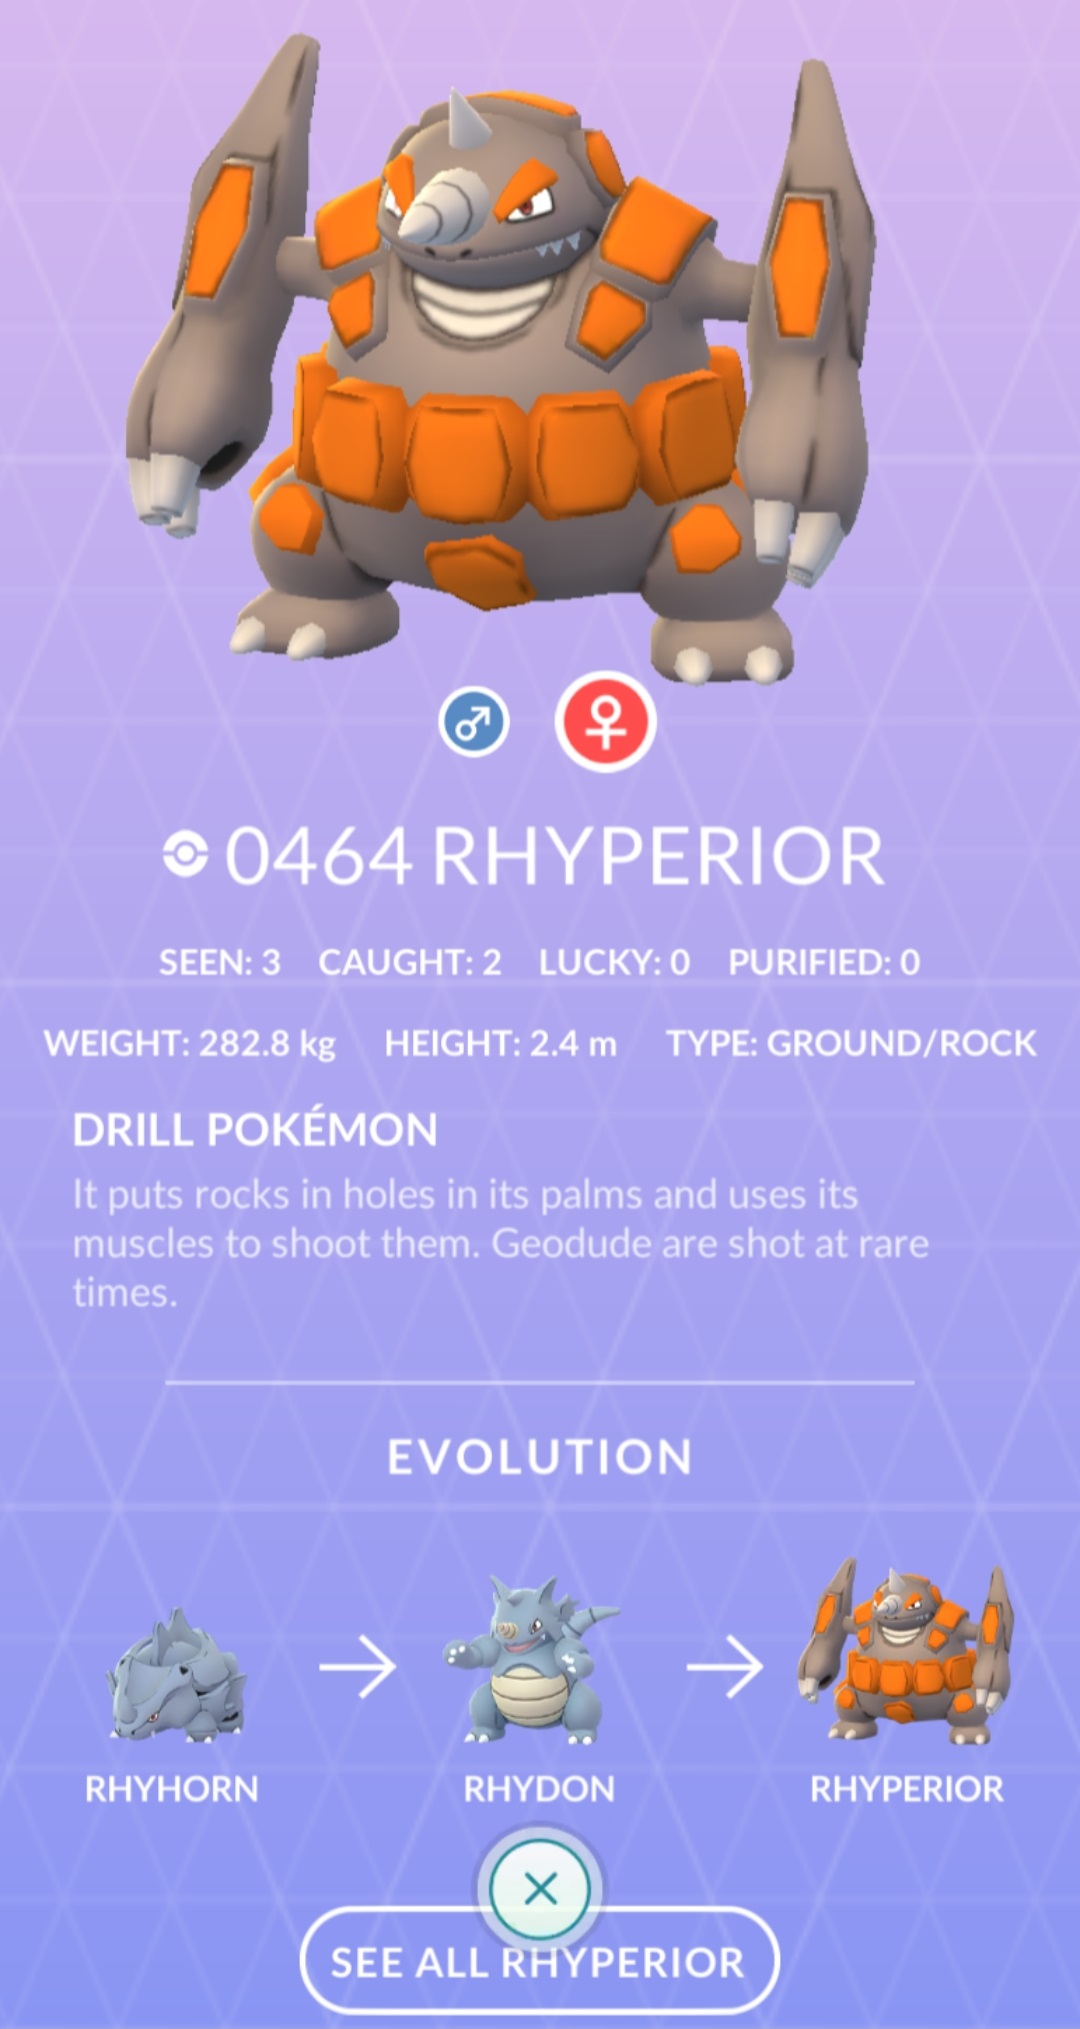 0464 RHYPERIOR
SEEN: 3 CAUGHT: 2 LUCKY: 0 PURIFIED: 0
WEIGHT: 282.8 kg HEIGHT: 2.4 m TYPE: GROUND/ROCK
DRILL POKÉMON
It puts rocks in holes in its palms and uses its
muscles to shoot them. Geodude are shot at rare
times.
EVOLUTION
RHYHORN RHYDON RHYPERIOR
SEE ALL RHYPERIOR